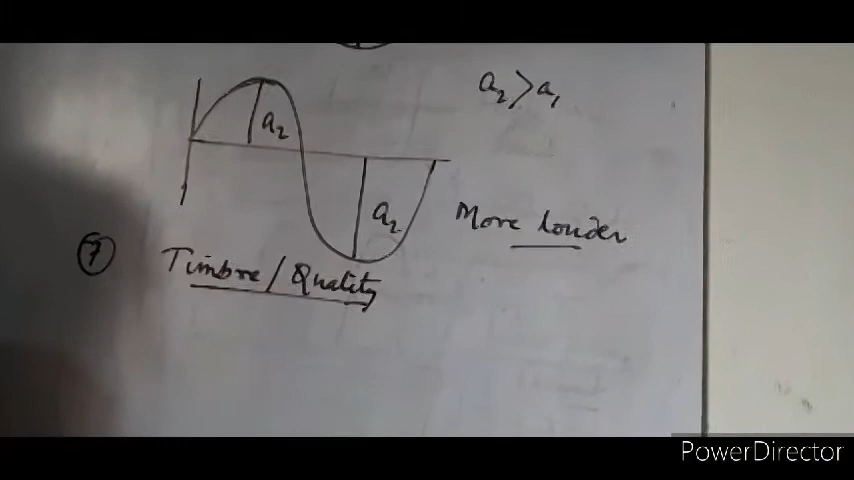 a₂ > a₁
a₂
a₂
More louder
7 Timbre / Quality
PowerDirector